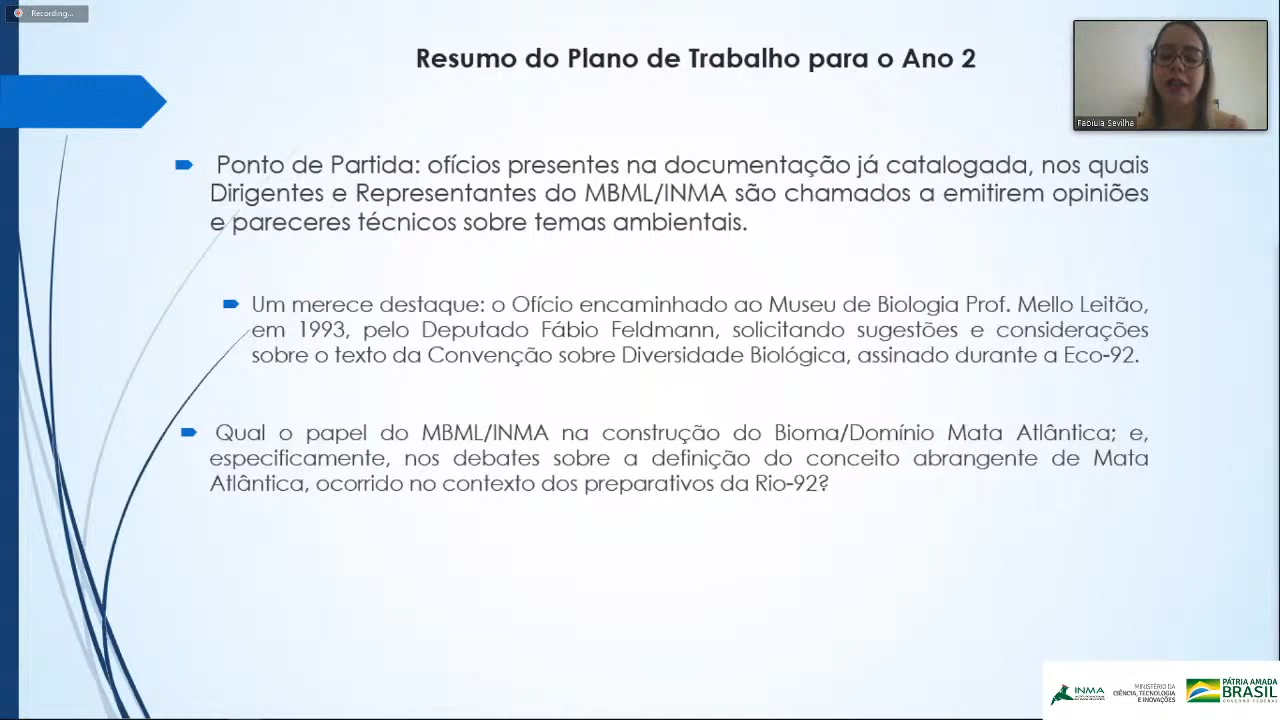 Recording...
Resumo do Plano de Trabalho para o Ano 2
Fabíula Sevilha
Ponto de Partida: ofícios presentes na documentação já catalogada, nos quais
Dirigentes e Representantes do MBML/INMA são chamados a emitirem opiniões
e pareceres técnicos sobre temas ambientais.
Um merece destaque: o Ofício encaminhado ao Museu de Biologia Prof. Mello Leitão,
em 1993, pelo Deputado Fábio Feldmann, solicitando sugestões e considerações
sobre o texto da Convenção sobre Diversidade Biológica, assinado durante a Eco-92.
Qual o papel do MBML/INMA na construção do Bioma/Domínio Mata Atlântica; e,
especificamente, nos debates sobre a definição do conceito abrangente de Mata
Atlântica, ocorrido no contexto dos preparativos da Rio-92?
INMA
MINISTÉRIO DA
CIÊNCIA, TECNOLOGIA
E INOVAÇÕES
PÁTRIA AMADA
BRASIL
GOVERNO FEDERAL